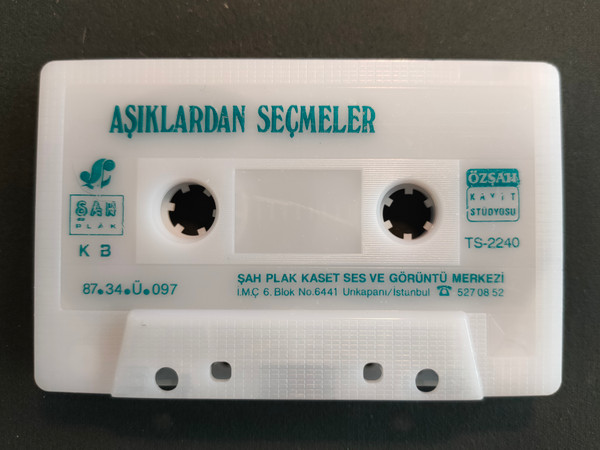 AŞIKLARDAN SEÇMELER
ŞAH
PLAK
K B
ÖZŞAH
KAYIT
STÜDYOSU
TS-2240
87.34.Ü.097
ŞAH PLAK KASET SES VE GÖRÜNTÜ MERKEZİ
İ.M.Ç 6. Blok No.6441 Unkapanı/İstanbul ☎ 527 08 52